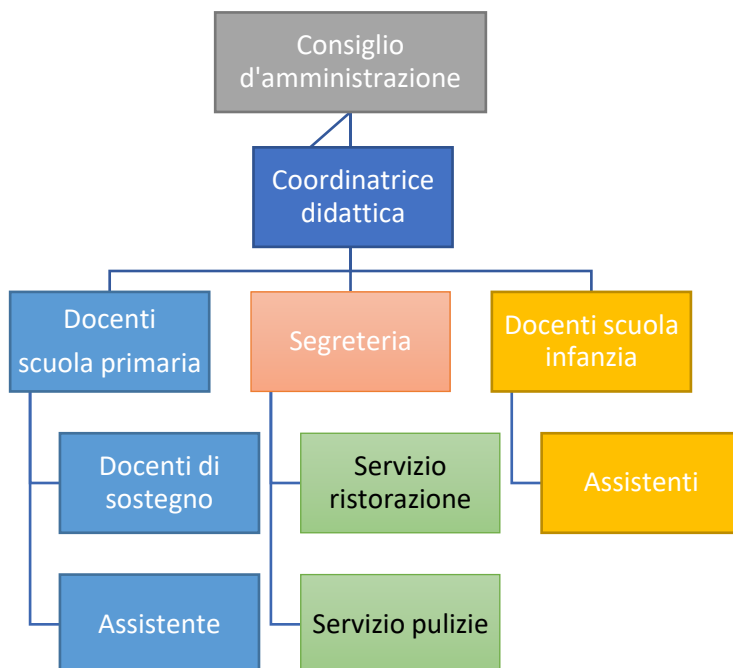 Consiglio
d'amministrazione
Coordinatrice
didattica
Docenti
scuola primaria
Segreteria
Docenti scuola
infanzia
Docenti di
sostegno
Servizio
ristorazione
Assistenti
Assistente
Servizio pulizie